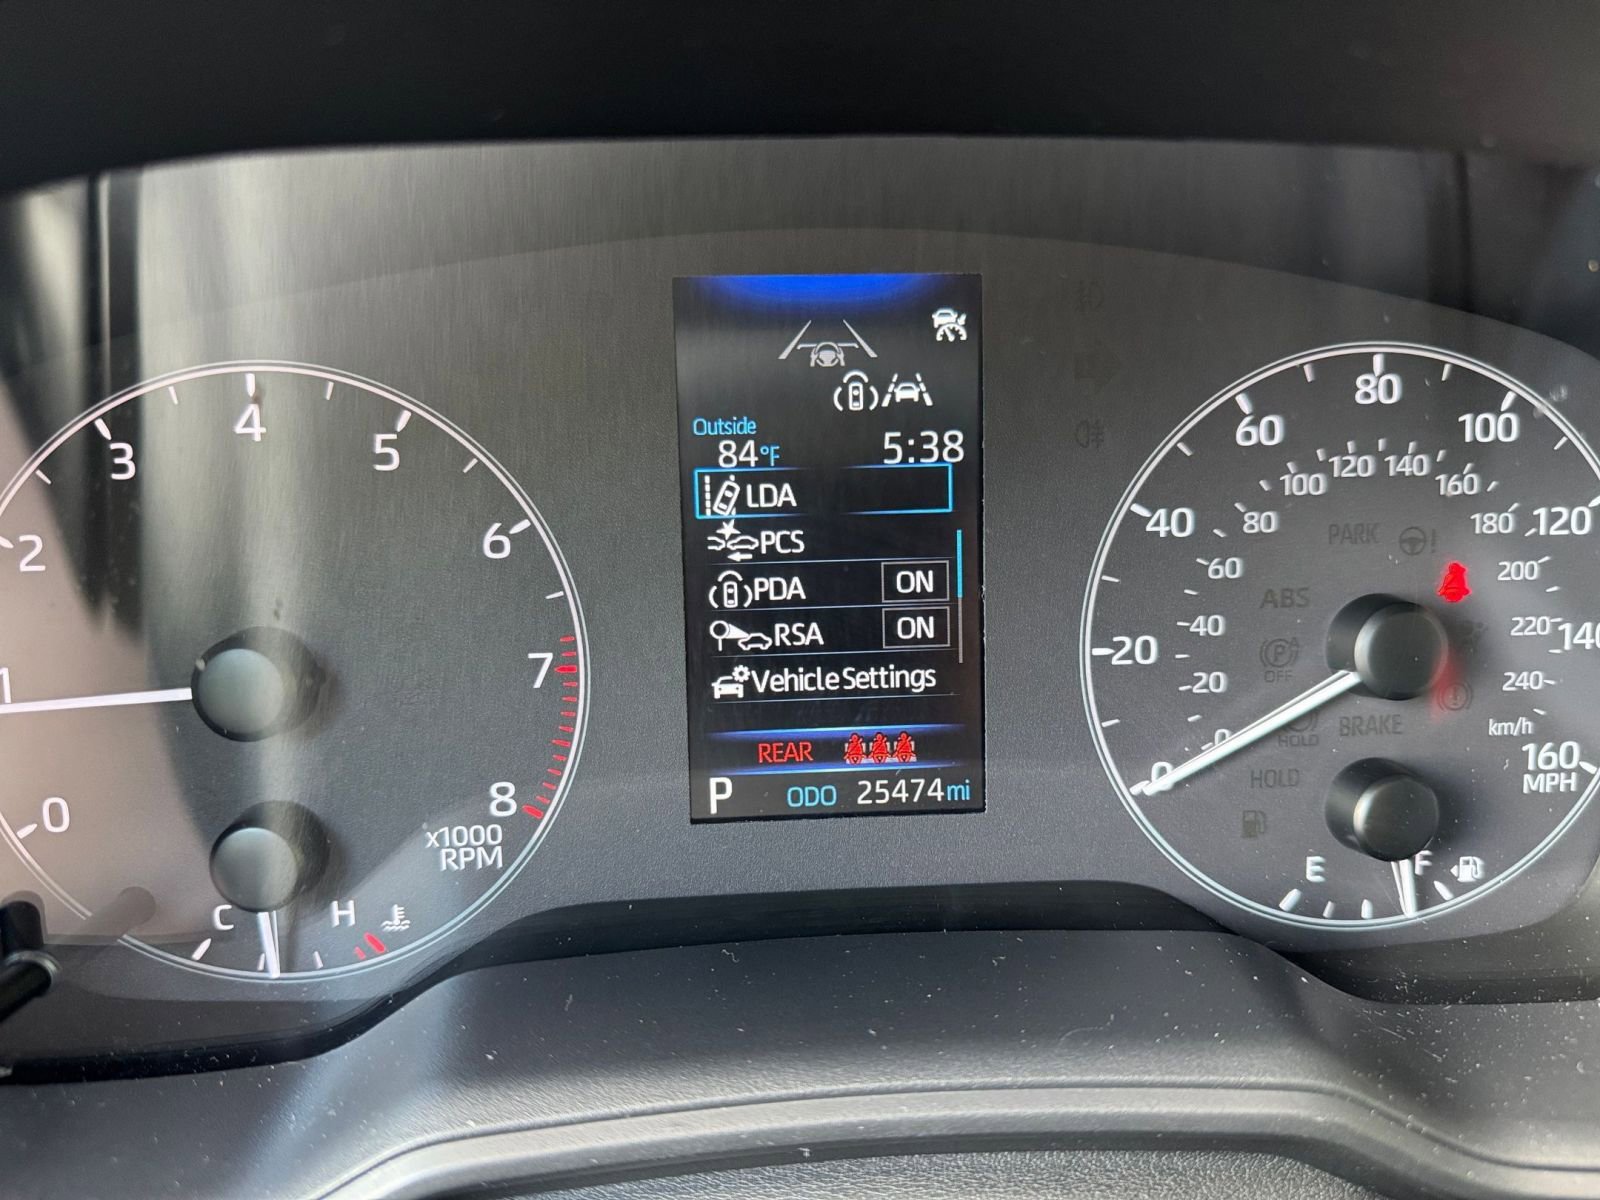 0
1
2
3
4
5
6
7
8
x1000
RPM
C
H
Outside
84°F
5:38
LDA
PCS
PDA ON
RSA ON
Vehicle Settings
REAR
P ODO 25474 mi
0
20
40
60
80
100
120
140
160
MPH
0
20
40
60
80
100
120
140
160
180
200
220
240
km/h
PARK
ABS
P
OFF
HOLD
BRAKE
HOLD
E
F